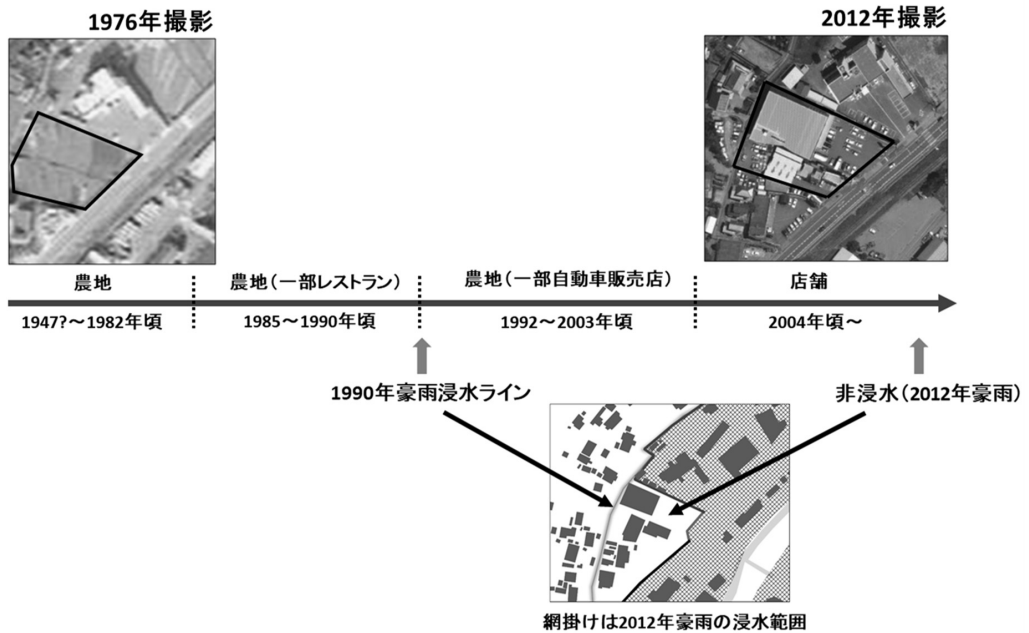 1976年撮影
2012年撮影
農地
農地（一部レストラン）
農地（一部自動車販売店）
店舗
1947?～1982年頃
1985～1990年頃
1992～2003年頃
2004年頃～
1990年豪雨浸水ライン
非浸水（2012年豪雨）
網掛けは2012年豪雨の浸水範囲